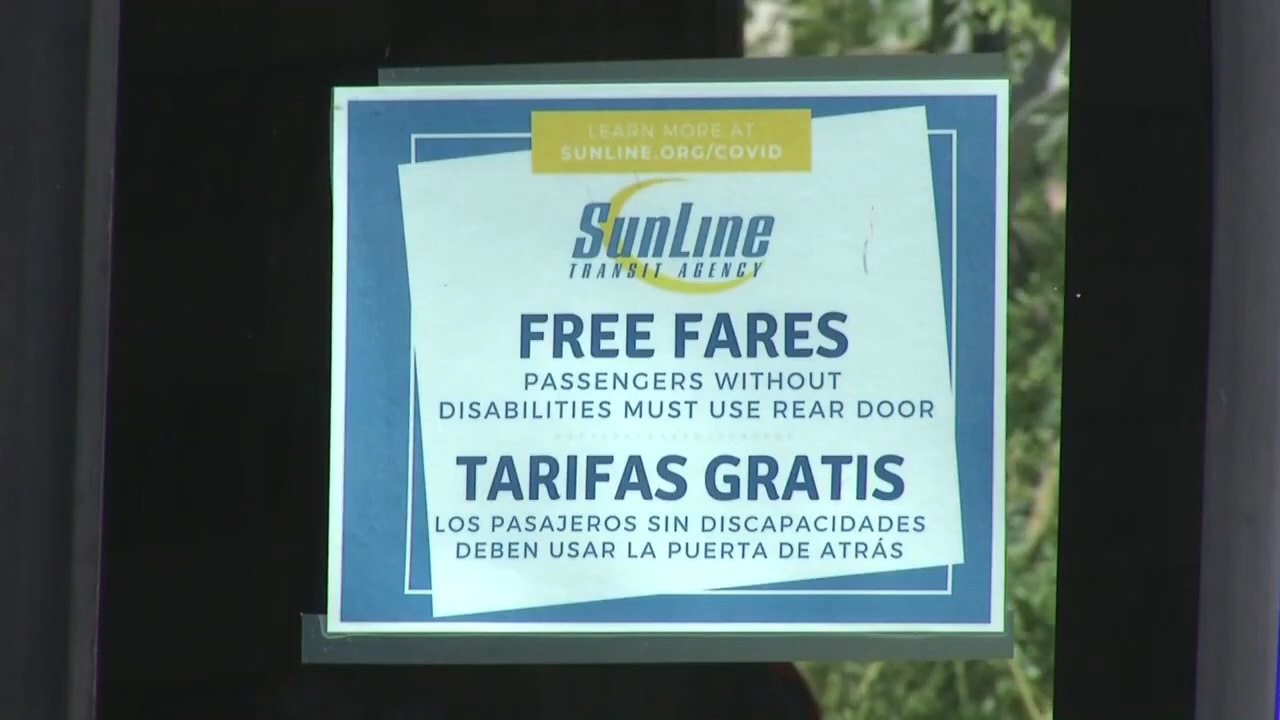 LEARN MORE AT
SUNLINE.ORG/COVID
SunLine
TRANSIT AGENCY
FREE FARES
PASSENGERS WITHOUT
DISABILITIES MUST USE REAR DOOR
TARIFAS GRATIS
LOS PASAJEROS SIN DISCAPACIDADES
DEBEN USAR LA PUERTA DE ATRÁS